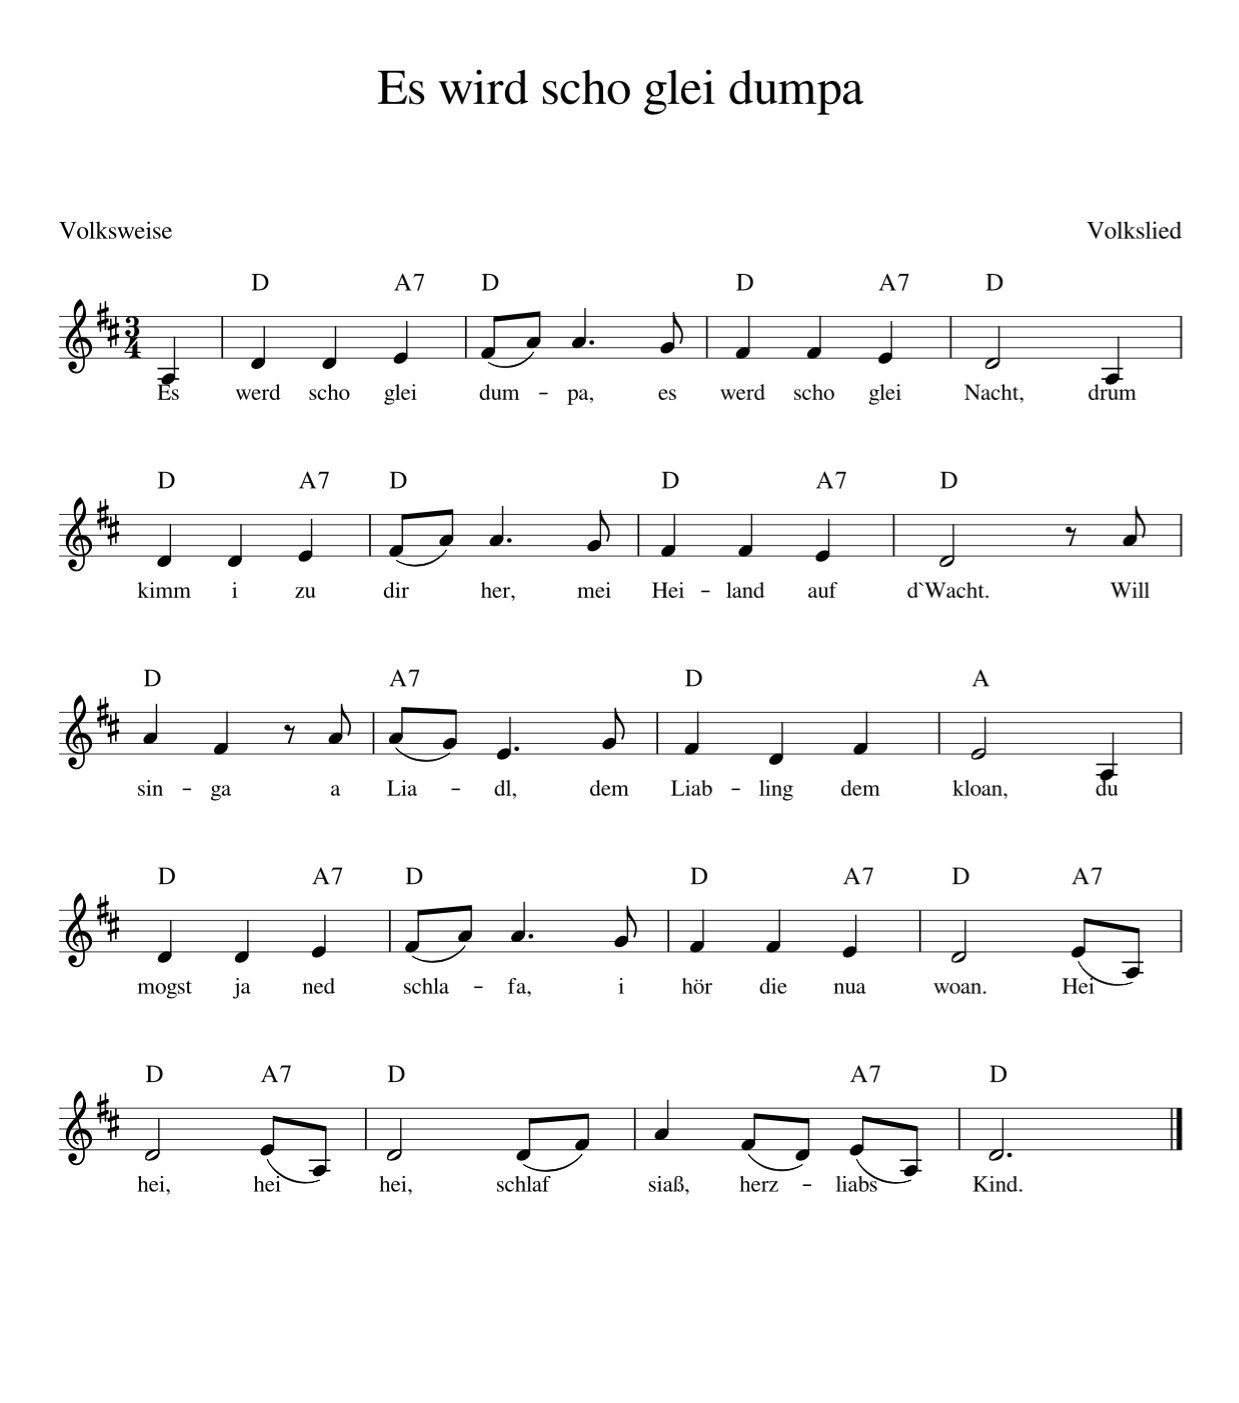 Es wird scho glei dumpa
Volksweise Volkslied
D A7 D D A7 D
3
4
Es werd scho glei dum - pa, es werd scho glei Nacht, drum
D A7 D D A7 D
kimm i zu dir her, mei Hei - land auf d`Wacht. Will
D A7 D A
sin - ga a Lia - dl, dem Liab - ling dem kloan, du
D A7 D D A7 D A7
mogst ja ned schla - fa, i hör die nua woan. Hei
D A7 D A7 D
hei, hei hei, schlaf siaß, herz - liabs Kind.